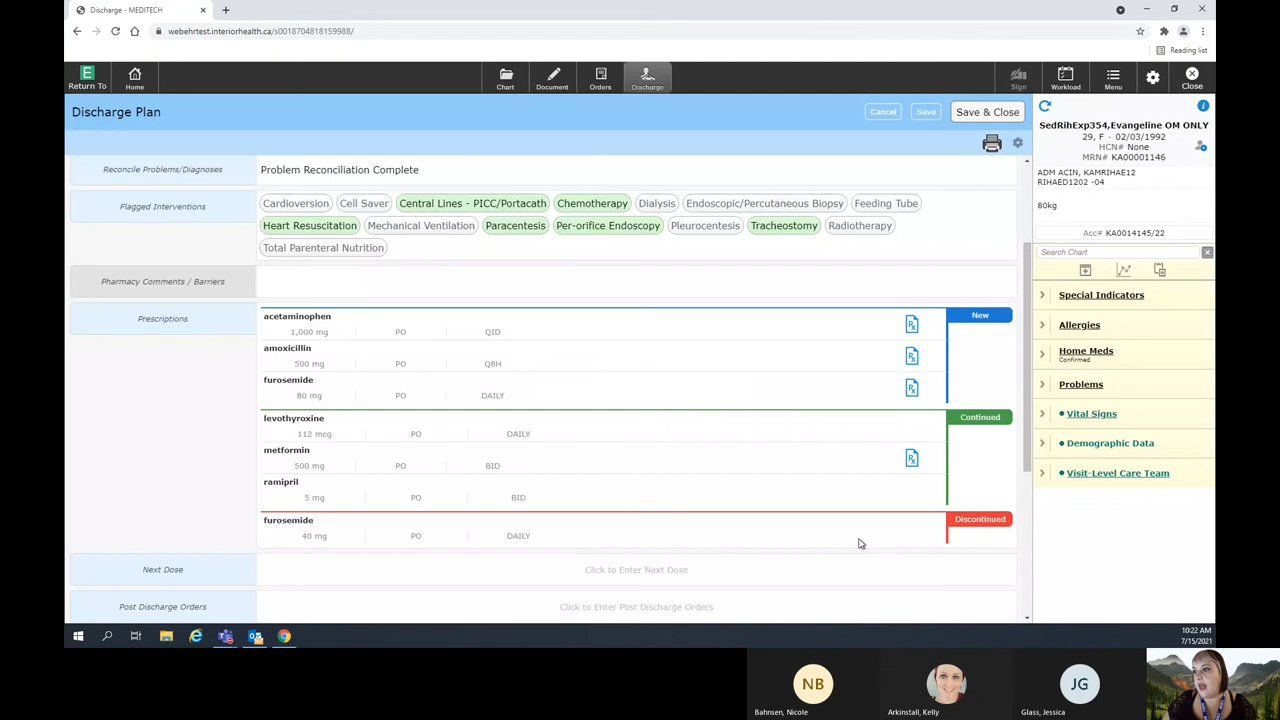 Discharge Plan - MEDITECH
webehrtest.interiorhealth.ca/s0018704818159988/
Reading list
E
Return To
Home
Chart
Document
Orders
Discharge
Sign
Workload
Menu
Close
Discharge Plan
Cancel
Save
Save & Close
SedRihExp354,Evangeline OM ONLY
29, F - 02/03/1992
HCN# None
MRN# KA00001146
ADM ACIN, KAMRIHAE12
RIHAED1202 -04
80kg
Acc# KA0014145/22
Search Chart
Special Indicators
Allergies
Home Meds
Confirmed
Problems
Vital Signs
Demographic Data
Visit-Level Care Team
Reconcile Problems/Diagnoses
Problem Reconciliation Complete
Flagged Interventions
Cardioversion Cell Saver Central Lines - PICC/Portacath Chemotherapy Dialysis Endoscopic/Percutaneous Biopsy Feeding Tube
Heart Resuscitation Mechanical Ventilation Paracentesis Per-orifice Endoscopy Pleurocentesis Tracheostomy Radiotherapy
Total Parenteral Nutrition
Pharmacy Comments / Barriers
Prescriptions
acetaminophen New
1,000 mg PO QID
amoxicillin
500 mg PO Q8H
furosemide
80 mg PO DAILY
levothyroxine Continued
112 mcg PO DAILY
metformin
500 mg PO BID
ramipril
5 mg PO BID
furosemide Discontinued
40 mg PO DAILY
Next Dose
Click to Enter Next Dose
Post Discharge Orders
Click to Enter Post Discharge Orders
10:22 AM
7/15/2021
NB
Bahnsen, Nicole
Arkinstall, Kelly
JG
Glass, Jessica